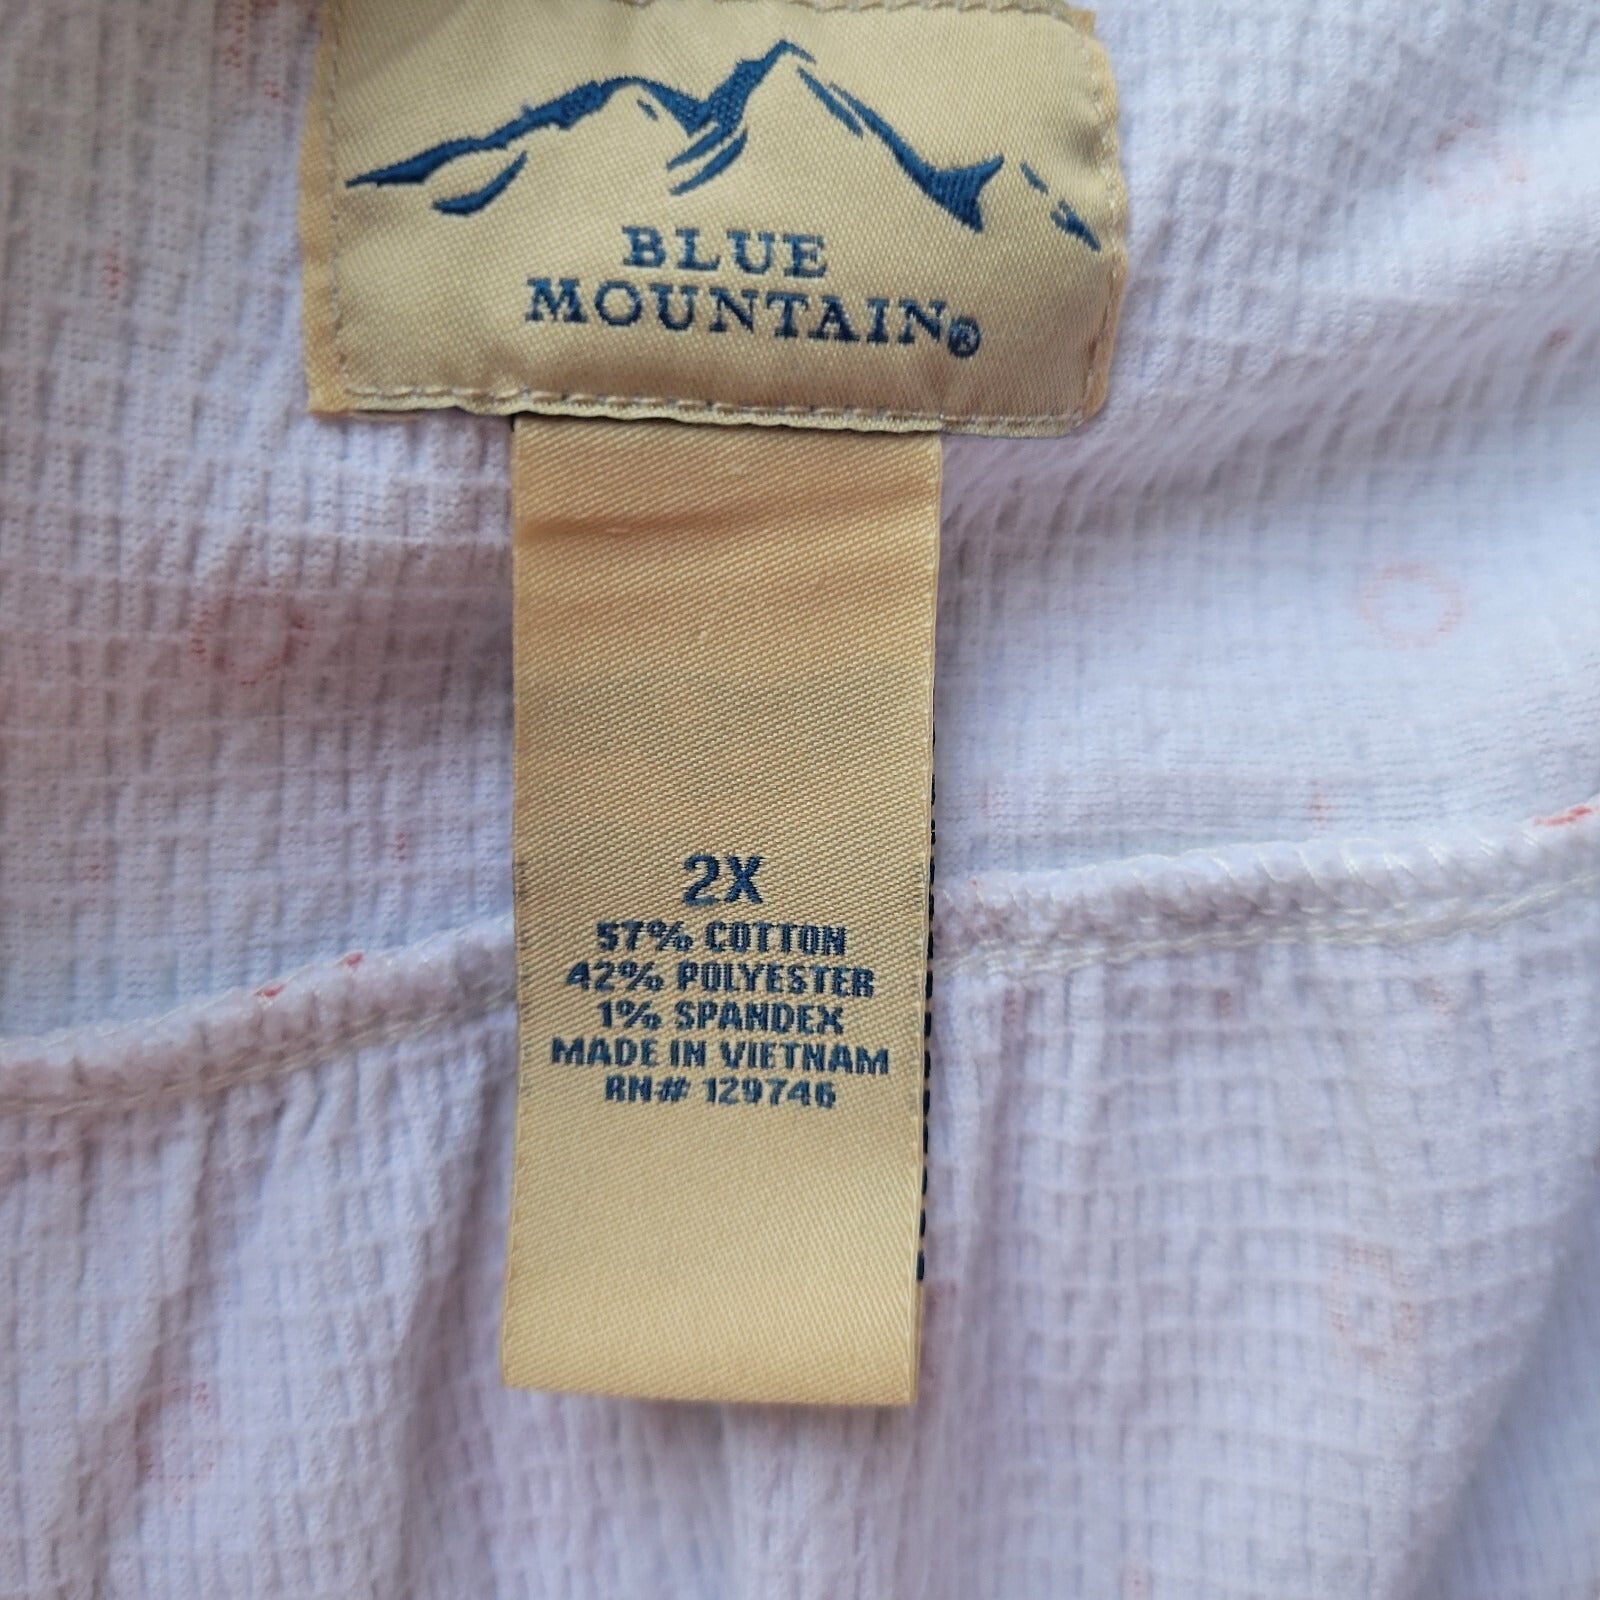 BLUE
MOUNTAIN®
2X
57% COTTON
42% POLYESTER
1% SPANDEX
MADE IN VIETNAM
RN# 129746